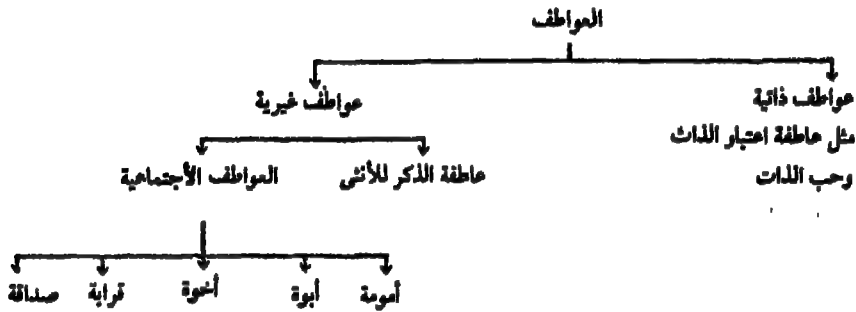 العواطف
عواطف ذاتية
مثل عاطفة اعتبار الذات
وحب الذات
عواطف غيرية
عاطفة الذكر للأنثى
العواطف الأجتماعية
أمومة
أبوة
أخوة
قرابة
صداقة